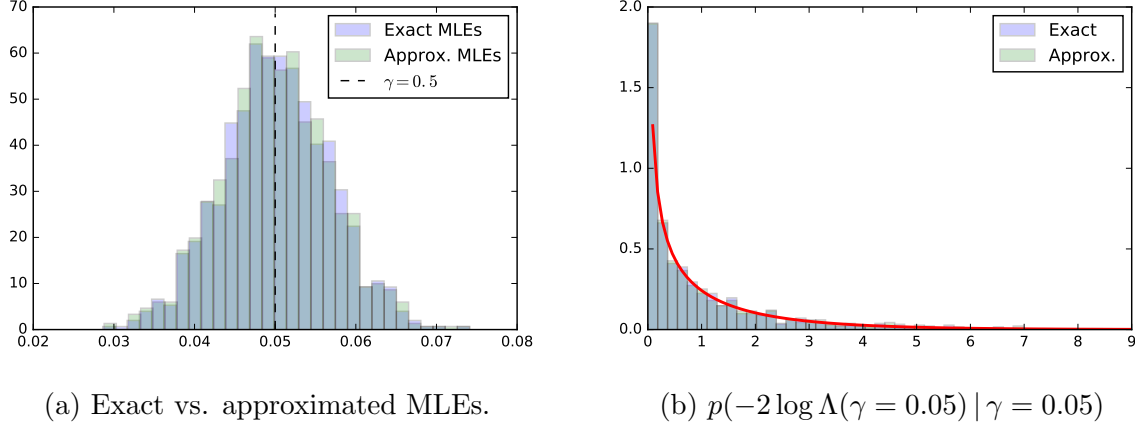 70
60
50
40
30
20
10
0
0.02 0.03 0.04 0.05 0.06 0.07 0.08
Exact MLEs
Approx. MLEs
γ = 0.5
(a) Exact vs. approximated MLEs.
2.0
1.5
1.0
0.5
0.0
0 1 2 3 4 5 6 7 8 9
Exact
Approx.
(b) p(−2 log Λ(γ = 0.05) | γ = 0.05)